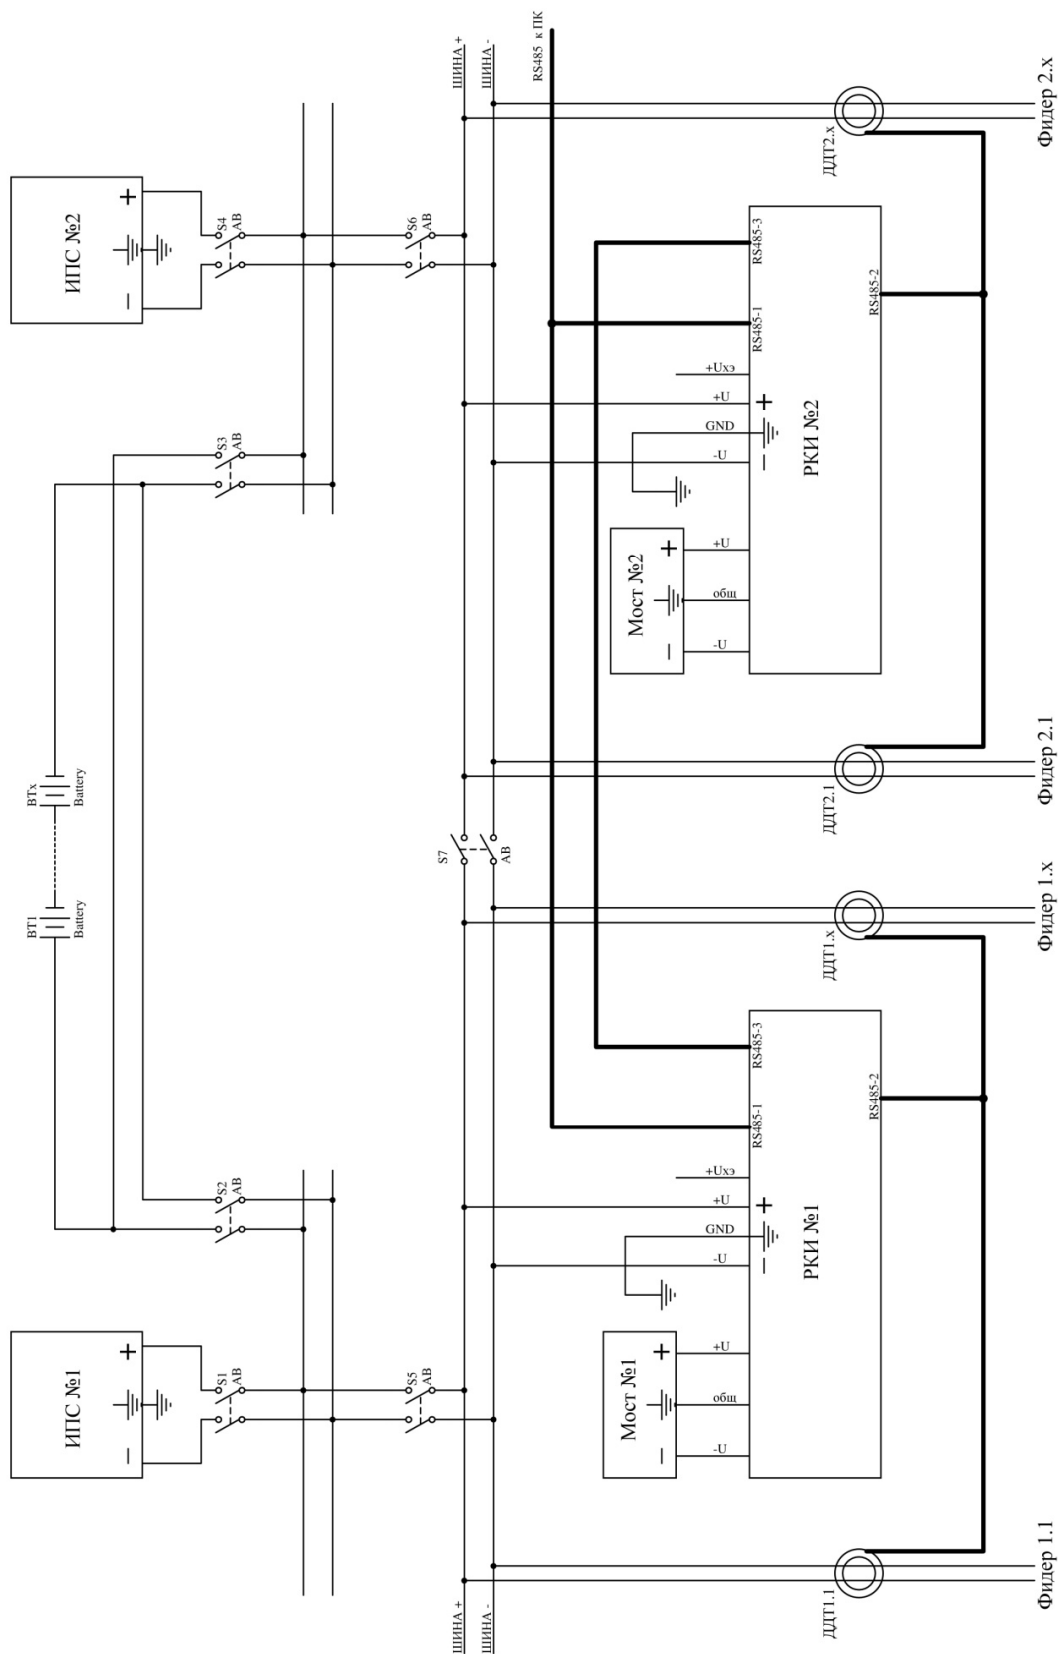 ИПС №1
−
+
S1
АВ
S2
АВ
BT1
Battery
BTx
Battery
S3
АВ
ИПС №2
−
+
S4
АВ
S5
АВ
S6
АВ
ШИНА +
ШИНА -
S7
АВ
ШИНА +
ШИНА -
RS485 к ПК
Мост №1
−
+
-U
общ
+U
-U
GND
+U
+Uхэ
RS485-1
RS485-3
−
+
РКИ №1
RS485-2
Мост №2
−
+
-U
общ
+U
-U
GND
+U
+Uхэ
RS485-1
RS485-3
−
+
РКИ №2
RS485-2
ДДТ1.1
ДДТ1.х
ДДТ2.1
ДДТ2.х
Фидер 1.1
Фидер 1.х
Фидер 2.1
Фидер 2.х